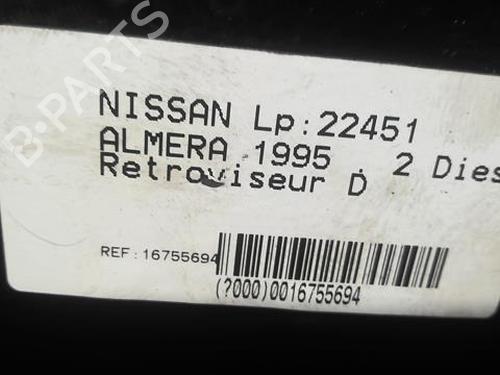 B-PARTS
NISSAN Lp:22451
ALMERA 1995 . 2 Dies
Retroviseur D
REF:16755694
(?000)0016755694